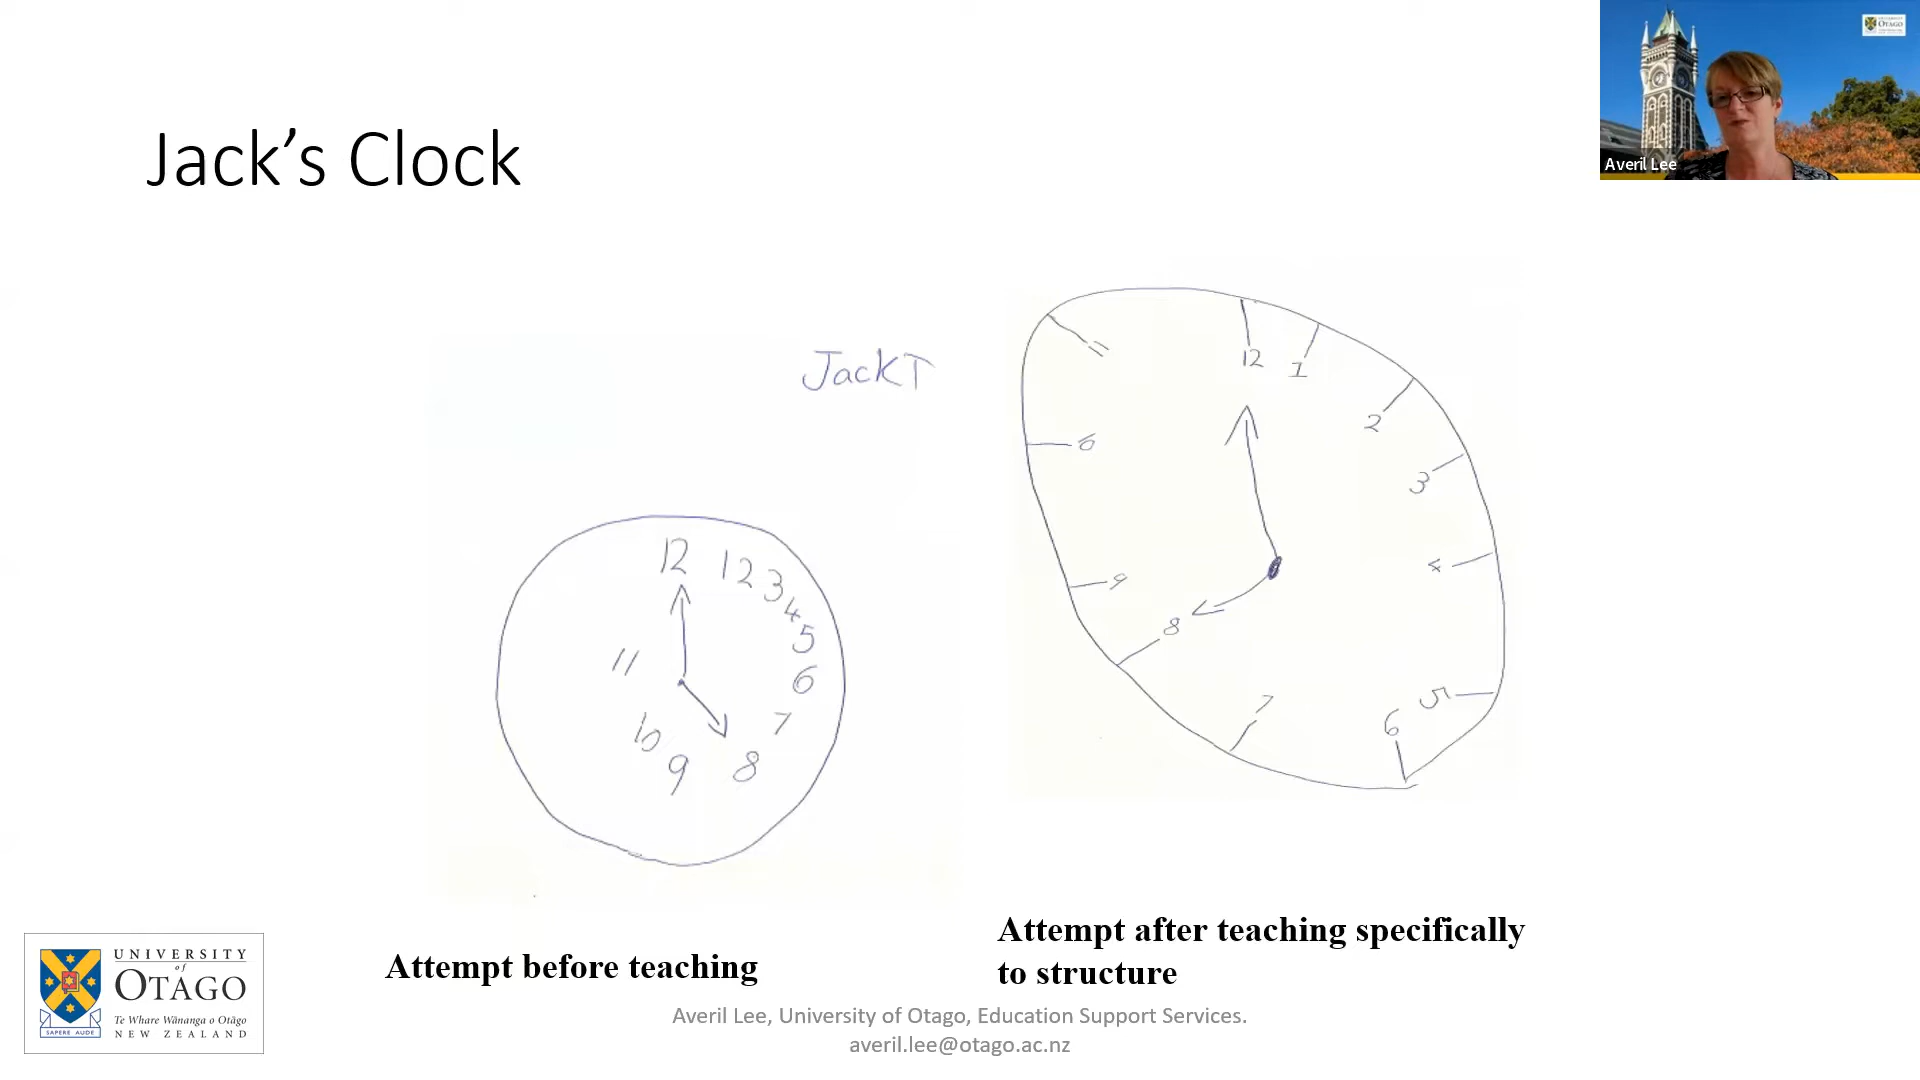 Averil Lee
OTAGO
Jack's Clock
JackT
12 1 2 3 4 5 6 7 8 9 10 11
12 1 2 3 4 5 6 7 8 9 11
Attempt before teaching
Attempt after teaching specifically
to structure
UNIVERSITY
of
OTAGO
Te Whare Wānanga o Otāgo
NEW ZEALAND
SAPERE AUDE
Averil Lee, University of Otago, Education Support Services.
averil.lee@otago.ac.nz